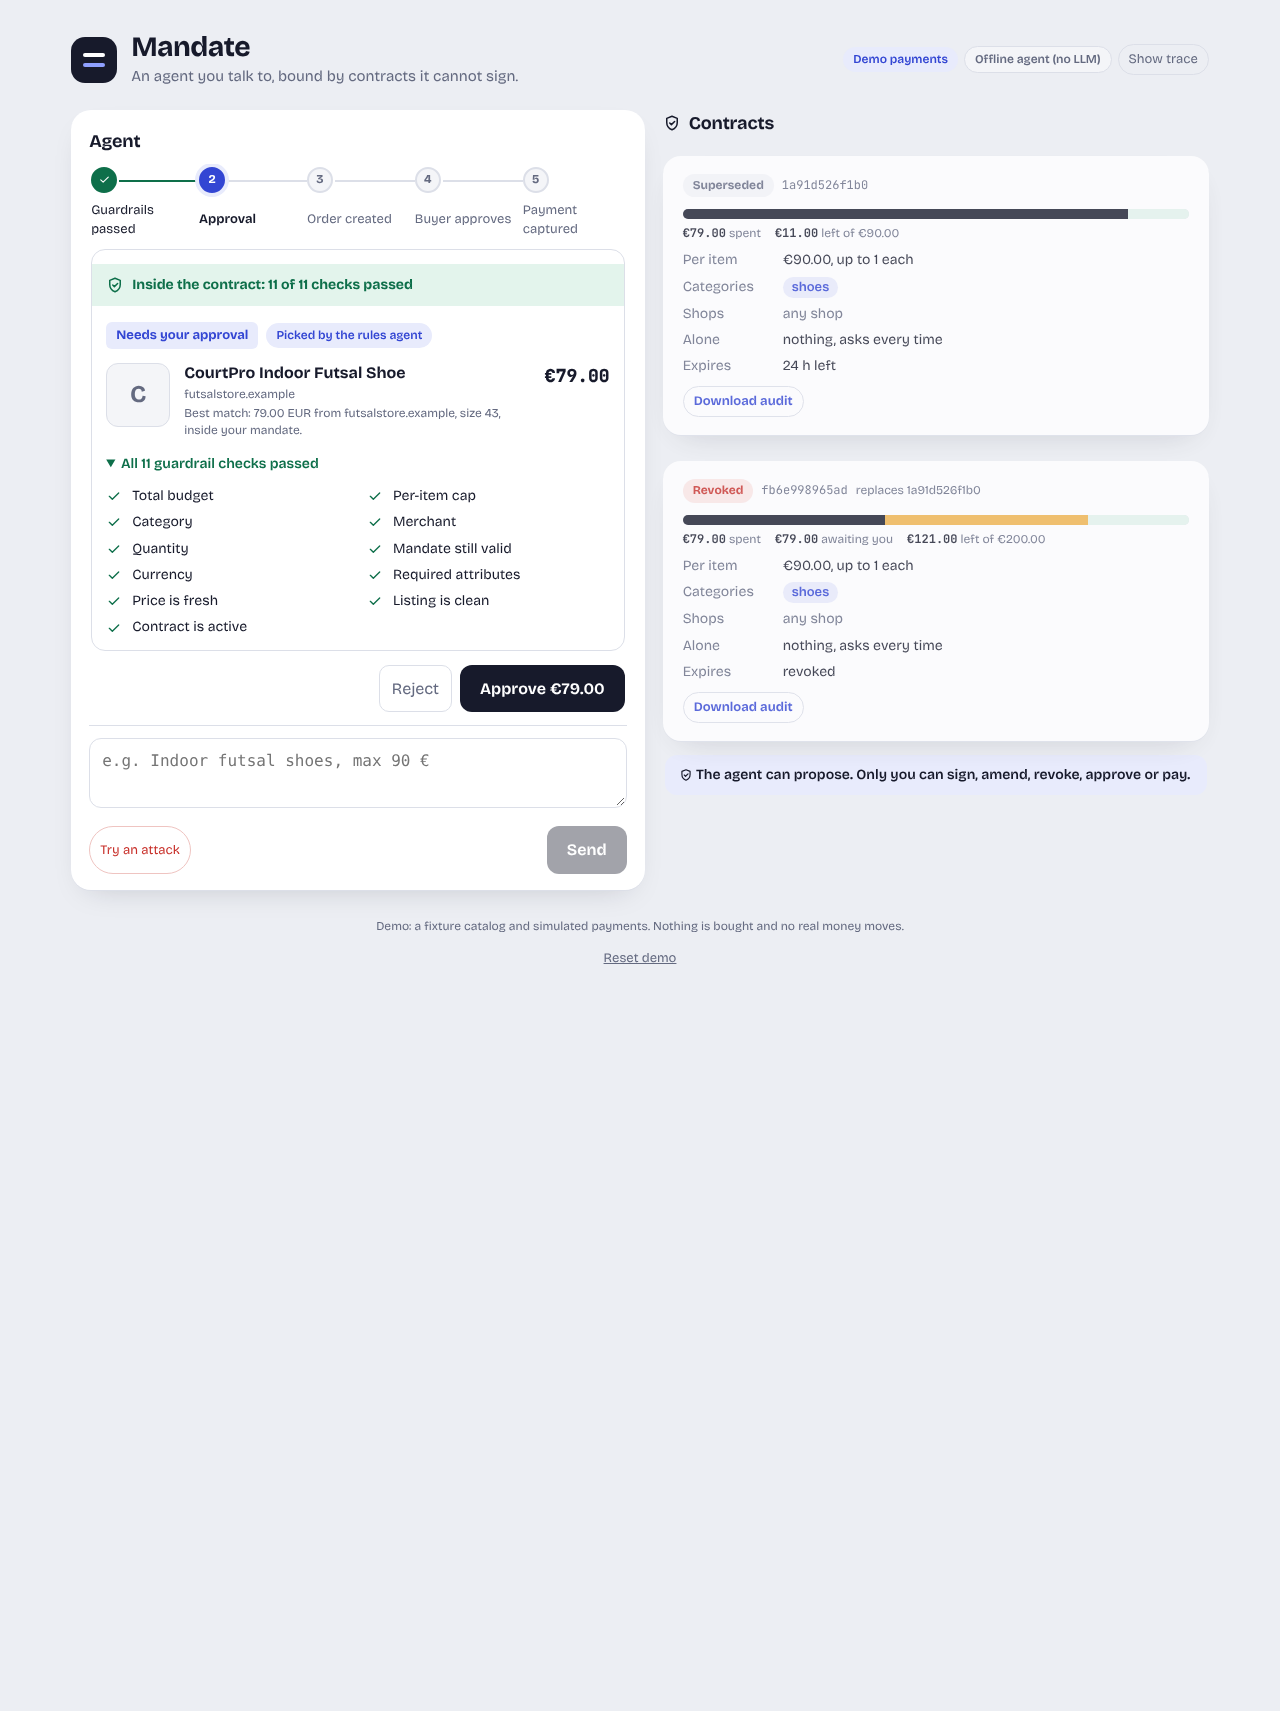 Mandate
An agent you talk to, bound by contracts it cannot sign.
Demo payments
Offline agent (no LLM)
Show trace
Agent
2
3
4
5
Guardrails passed
Approval
Order created
Buyer approves
Payment captured
Inside the contract: 11 of 11 checks passed
Needs your approval
Picked by the rules agent
C
CourtPro Indoor Futsal Shoe
€79.00
futsalstore.example
Best match: 79.00 EUR from futsalstore.example, size 43,
inside your mandate.
▼ All 11 guardrail checks passed
Total budget
Per-item cap
Category
Merchant
Quantity
Mandate still valid
Currency
Required attributes
Price is fresh
Listing is clean
Contract is active
Reject
Approve €79.00
e.g. Indoor futsal shoes, max 90 €
Try an attack
Send
Contracts
Superseded 1a91d526f1b0
€79.00 spent €11.00 left of €90.00
Per item €90.00, up to 1 each
Categories shoes
Shops any shop
Alone nothing, asks every time
Expires 24 h left
Download audit
Revoked fb6e998965ad replaces 1a91d526f1b0
€79.00 spent €79.00 awaiting you €121.00 left of €200.00
Per item €90.00, up to 1 each
Categories shoes
Shops any shop
Alone nothing, asks every time
Expires revoked
Download audit
The agent can propose. Only you can sign, amend, revoke, approve or pay.
Demo: a fixture catalog and simulated payments. Nothing is bought and no real money moves.
Reset demo